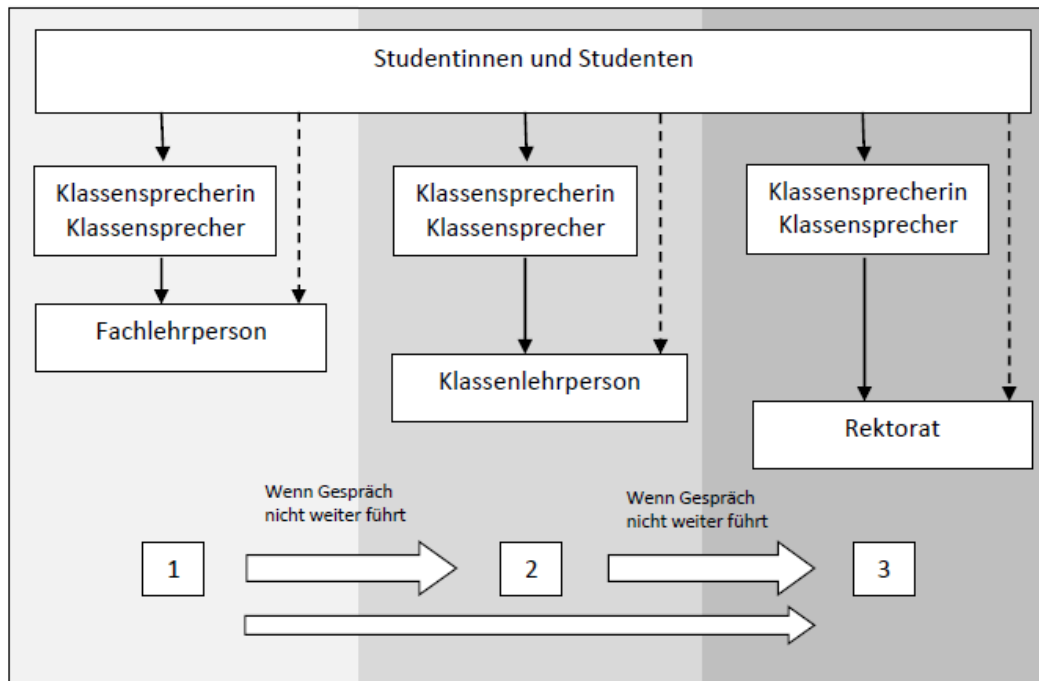 Studentinnen und Studenten
Klassensprecherin
Klassensprecher
Klassensprecherin
Klassensprecher
Klassensprecherin
Klassensprecher
Fachlehrperson
Klassenlehrperson
Rektorat
Wenn Gespräch
nicht weiter führt
Wenn Gespräch
nicht weiter führt
1
2
3